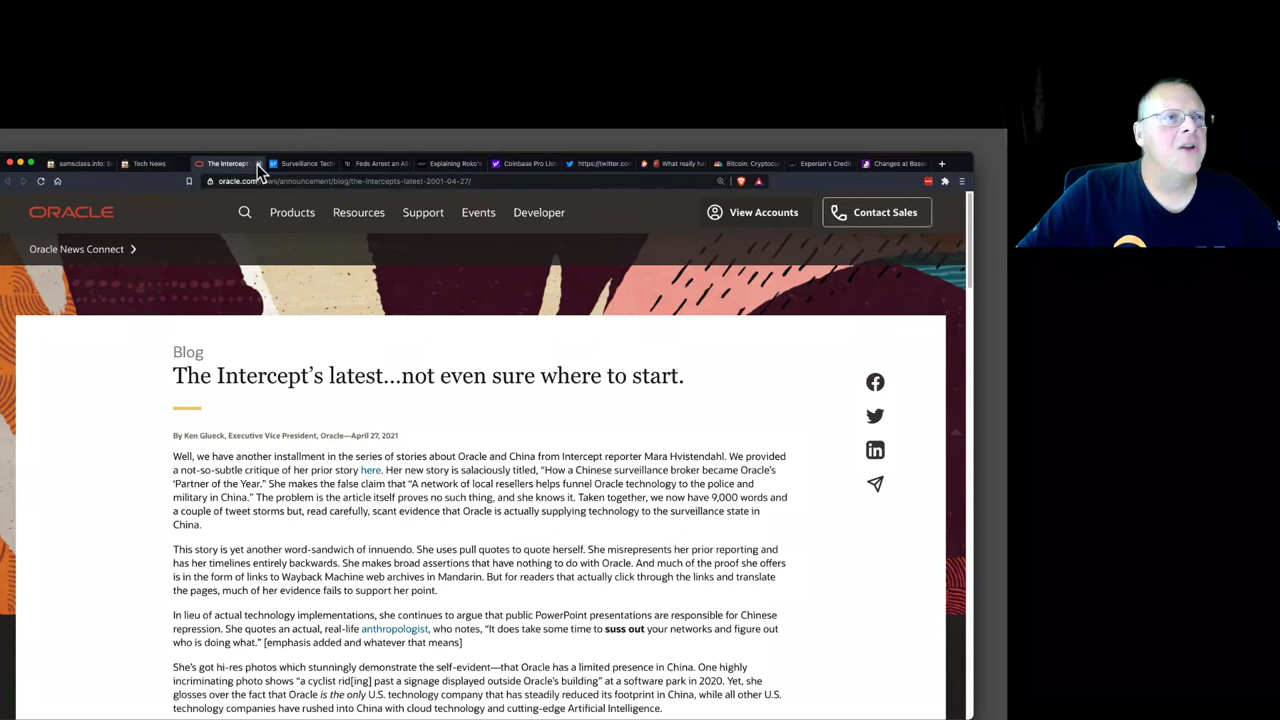 samsclass.info: S
Tech News
The Intercept
Surveillance Tech
Feds Arrest an Al
Explaining Roko's
Coinbase Pro List
https://twitter.co
What really ha
Bitcoin: Cryptocu
Experian's Credit
Changes at Base
oracle.com
s/announcement/blog/the-intercepts-latest-2001-04-27/
ORACLE
Products
Resources
Support
Events
Developer
View Accounts
Contact Sales
Oracle News Connect
Blog
The Intercept's latest...not even sure where to start.
By Ken Glueck, Executive Vice President, Oracle—April 27, 2021
Well, we have another installment in the series of stories about Oracle and China from Intercept reporter Mara Hvistendahl. We provided
a not-so-subtle critique of her prior story here. Her new story is salaciously titled, "How a Chinese surveillance broker became Oracle's
'Partner of the Year.'" She makes the false claim that "A network of local resellers helps funnel Oracle technology to the police and
military in China." The problem is the article itself proves no such thing, and she knows it. Taken together, we now have 9,000 words and
a couple of tweet storms but, read carefully, scant evidence that Oracle is actually supplying technology to the surveillance state in
China.
This story is yet another word-sandwich of innuendo. She uses pull quotes to quote herself. She misrepresents her prior reporting and
has her timelines entirely backwards. She makes broad assertions that have nothing to do with Oracle. And much of the proof she offers
is in the form of links to Wayback Machine web archives in Mandarin. But for readers that actually click through the links and translate
the pages, much of her evidence fails to support her point.
In lieu of actual technology implementations, she continues to argue that public PowerPoint presentations are responsible for Chinese
repression. She quotes an actual, real-life anthropologist, who notes, "It does take some time to suss out your networks and figure out
who is doing what." [emphasis added and whatever that means]
She's got hi-res photos which stunningly demonstrate the self-evident—that Oracle has a limited presence in China. One highly
incriminating photo shows "a cyclist rid[ing] past a signage displayed outside Oracle's building" at a software park in 2020. Yet, she
glosses over the fact that Oracle is the only U.S. technology company that has steadily reduced its footprint in China, while all other U.S.
technology companies have rushed into China with cloud technology and cutting-edge Artificial Intelligence.